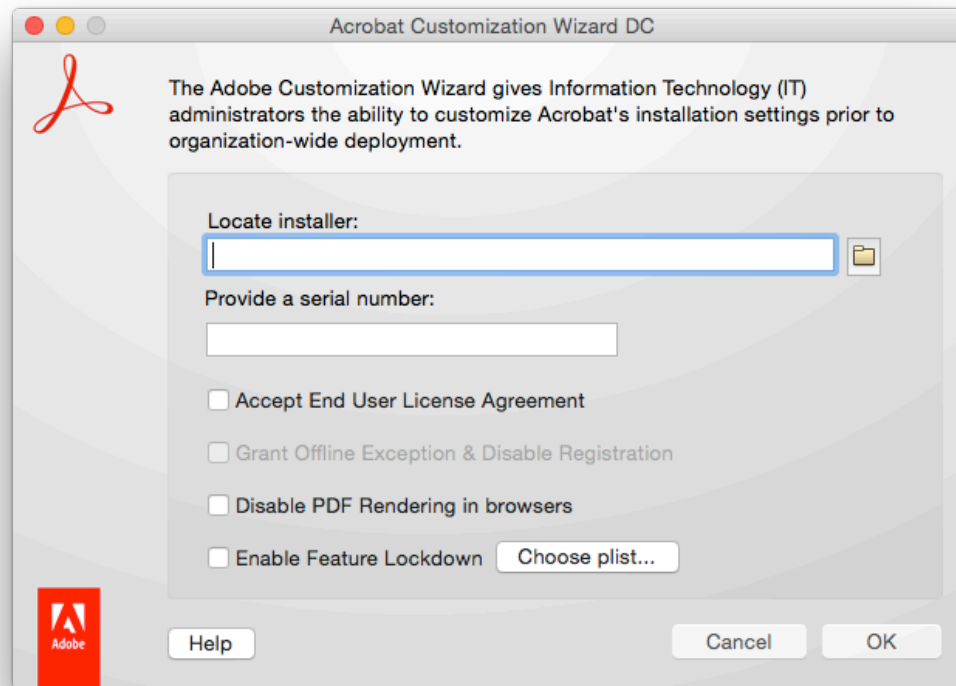 Acrobat Customization Wizard DC
The Adobe Customization Wizard gives Information Technology (IT)
administrators the ability to customize Acrobat's installation settings prior to
organization-wide deployment.
Locate installer:
Provide a serial number:
Accept End User License Agreement
Grant Offline Exception & Disable Registration
Disable PDF Rendering in browsers
Enable Feature Lockdown Choose plist...
Adobe
Help Cancel OK